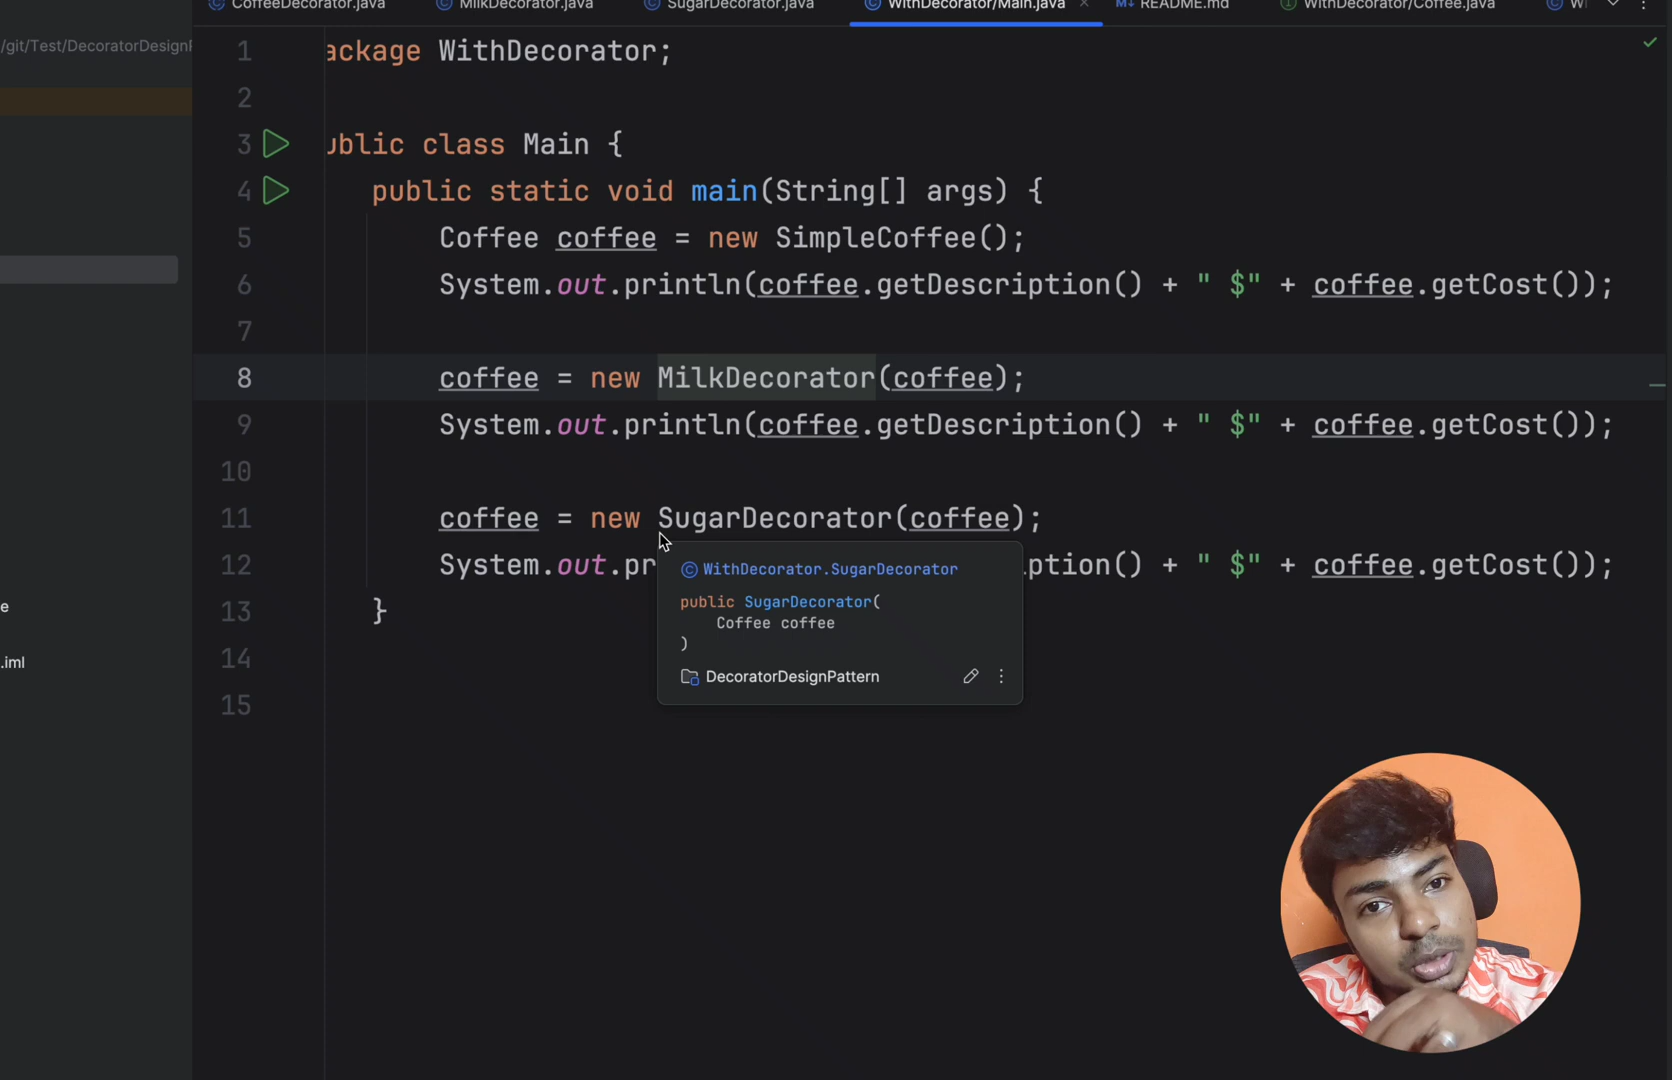 CoffeeDecorator.java MilkDecorator.java SugarDecorator.java WithDecorator/Main.java README.md WithDecorator/Coffee.java
/git/Test/DecoratorDesign
1 ackage WithDecorator;
2
3 ublic class Main {
4 public static void main(String[] args) {
5 Coffee coffee = new SimpleCoffee();
6 System.out.println(coffee.getDescription() + " $" + coffee.getCost());
7
8 coffee = new MilkDecorator(coffee);
9 System.out.println(coffee.getDescription() + " $" + coffee.getCost());
10
11 coffee = new SugarDecorator(coffee);
12 System.out.pr ption() + " $" + coffee.getCost());
13 }
14
15
WithDecorator.SugarDecorator
public SugarDecorator(
Coffee coffee
)
DecoratorDesignPattern
e
.iml